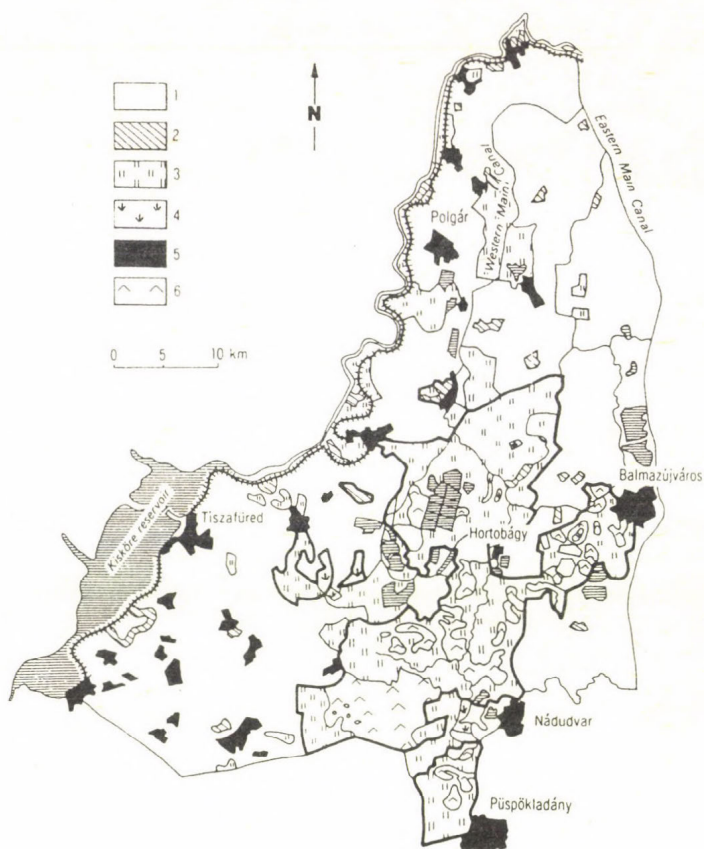 1
2
3
4
5
6
N
0 5 10 km
Eastern Main Canal
Western Main Canal
Polgár
Balmazújváros
Kisköre reservoir
Tiszafüred
Hortobágy
Nádudvar
Püspökladány